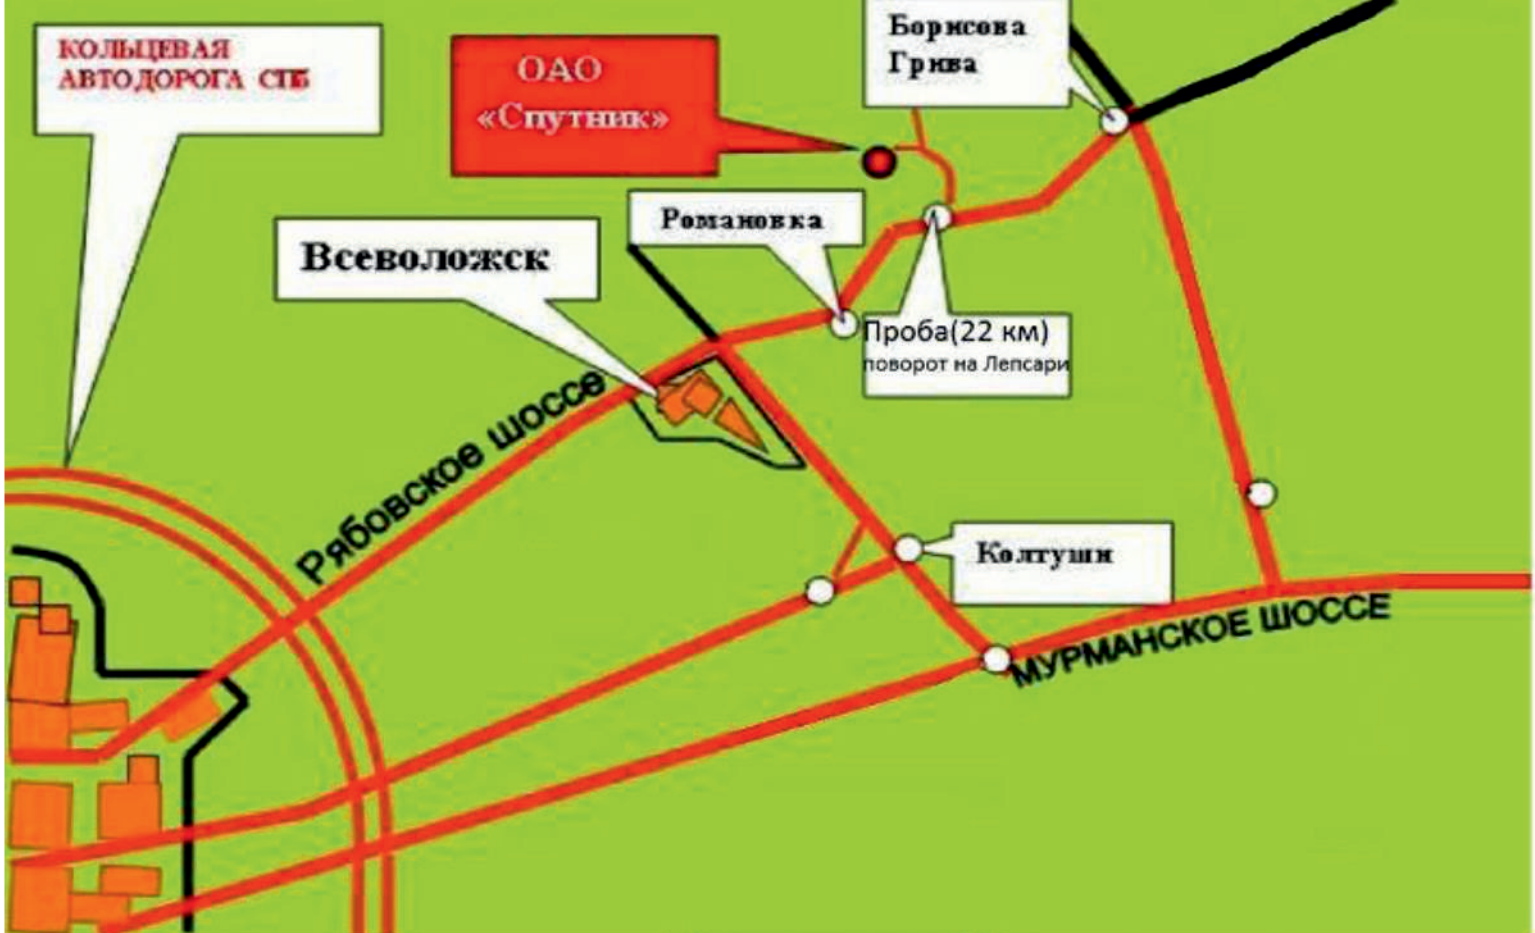 КОЛЬЦЕВАЯ
АВТОДОРОГА СПБ
ОАО
«Спутник»
Борисова
Грива
Романовка
Всеволожск
Проба(22 км)
поворот на Лепсари
Рябовское шоссе
Колтуши
МУРМАНСКОЕ ШОССЕ